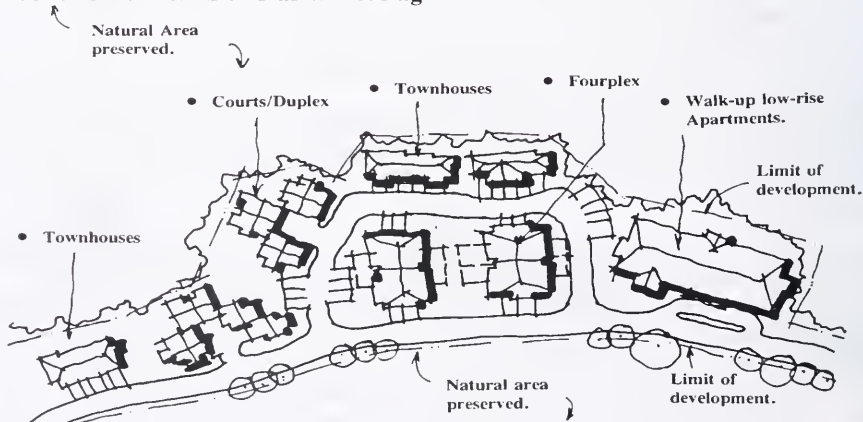 Natural Area
preserved.
• Courts/Duplex
• Townhouses
• Fourplex
• Walk-up low-rise
Apartments.
Limit of
development.
• Townhouses
Natural area
preserved.
Limit of
development.